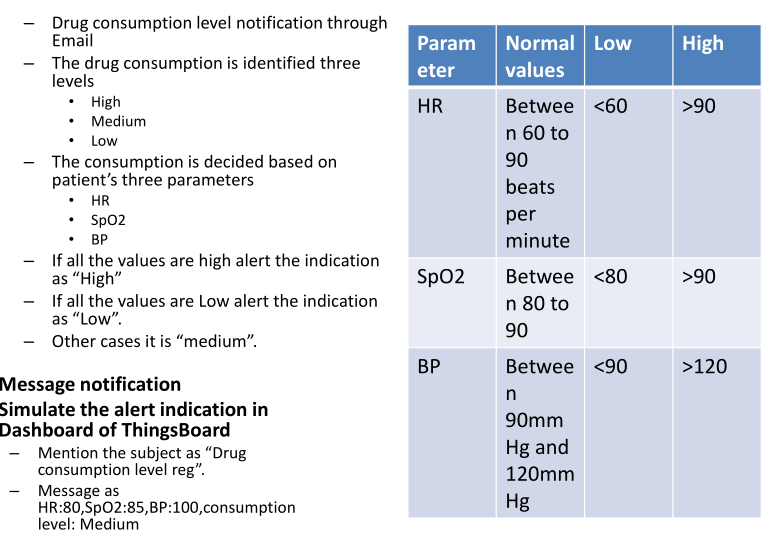 – Drug consumption level notification through
Email
– The drug consumption is identified three
levels
• High
• Medium
• Low
– The consumption is decided based on
patient’s three parameters
• HR
• SpO2
• BP
– If all the values are high alert the indication
as “High”
– If all the values are Low alert the indication
as “Low”.
– Other cases it is “medium”.
Message notification
Simulate the alert indication in
Dashboard of ThingsBoard
– Mention the subject as “Drug
consumption level reg”.
– Message as
HR:80,SpO2:85,BP:100,consumption
level: Medium
Param
eter
Normal
values
Low
High
HR
Betwee
n 60 to
90
beats
per
minute
<60
>90
SpO2
Betwee
n 80 to
90
<80
>90
BP
Betwee
n
90mm
Hg and
120mm
Hg
<90
>120